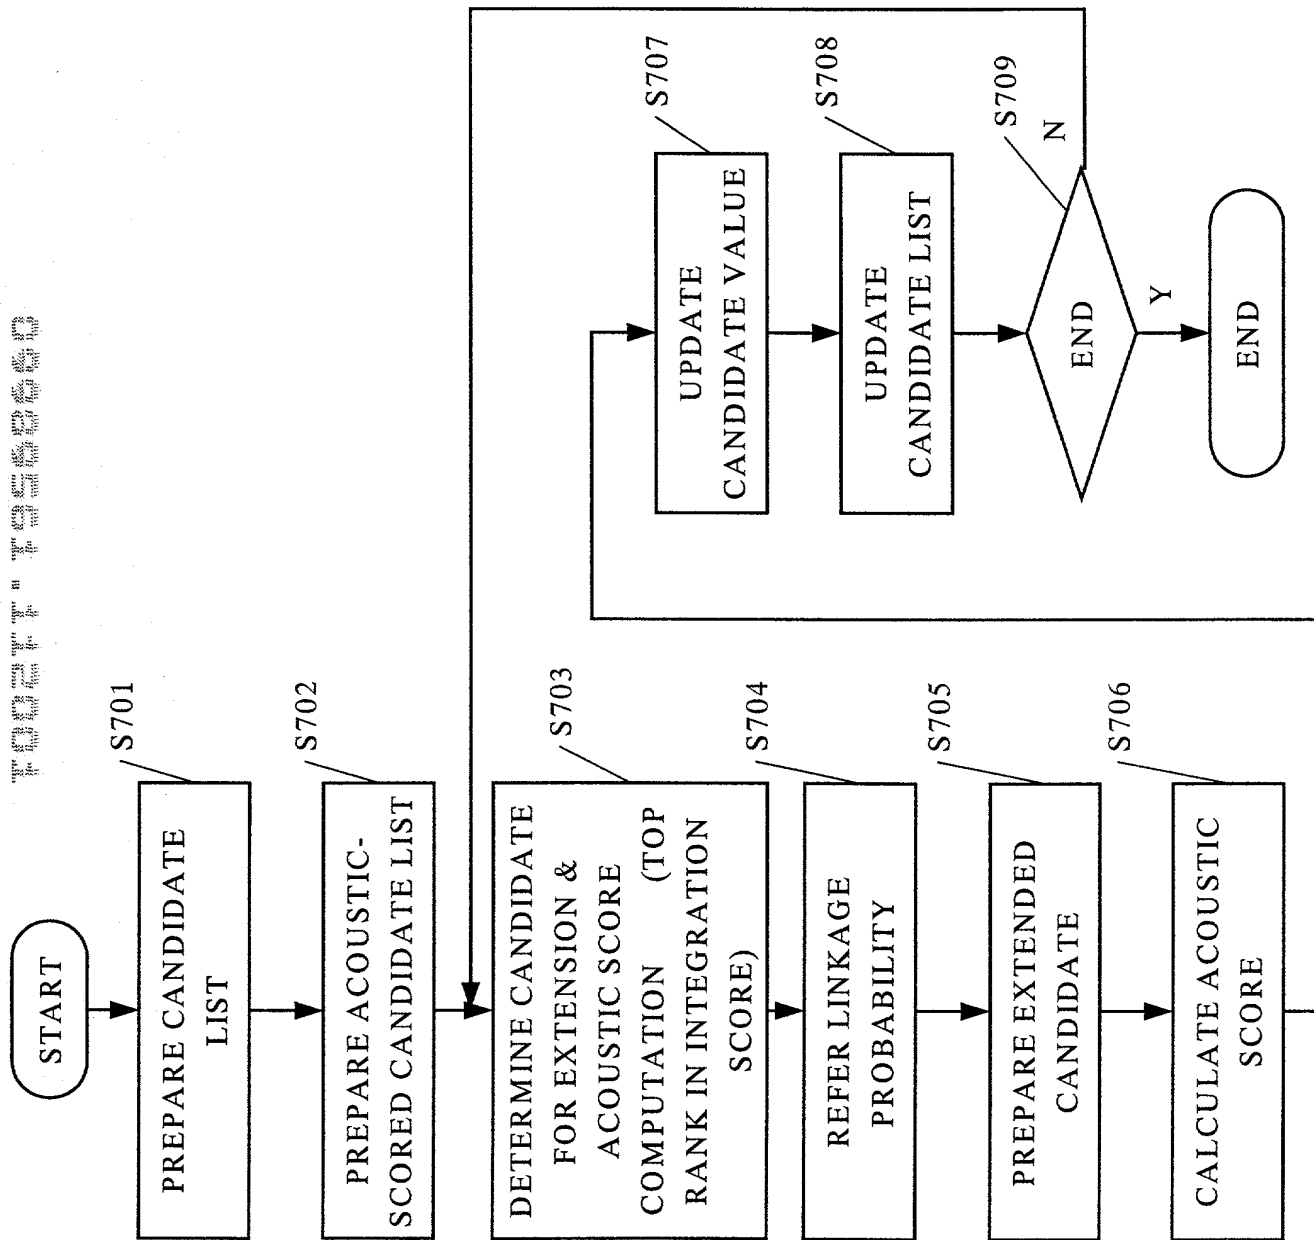 START
PREPARE CANDIDATE
LIST
S701
PREPARE ACOUSTIC-
SCORED CANDIDATE LIST
S702
DETERMINE CANDIDATE
FOR EXTENSION &
ACOUSTIC SCORE
COMPUTATION (TOP
RANK IN INTEGRATION
SCORE)
S703
REFER LINKAGE
PROBABILITY
S704
PREPARE EXTENDED
CANDIDATE
S705
CALCULATE ACOUSTIC
SCORE
S706
UPDATE
CANDIDATE VALUE
S707
UPDATE
CANDIDATE LIST
S708
END
S709
N
Y
END